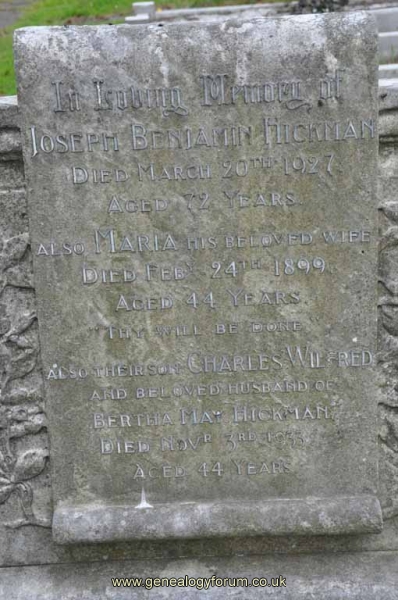 In Loving Memory of
JOSEPH BENJAMIN HICKMAN
DIED MARCH 20TH 1927.
AGED 72 YEARS.
ALSO MARIA HIS BELOVED WIFE
DIED FEBY 24TH 1899.
AGED 44 YEARS
"THY WILL BE DONE"
ALSO THEIR SON CHARLES WILFRED
AND BELOVED HUSBAND OF
BERTHA MAY HICKMAN
DIED NOVR 3RD
AGED 44 YEARS
www.genealogyforum.co.uk